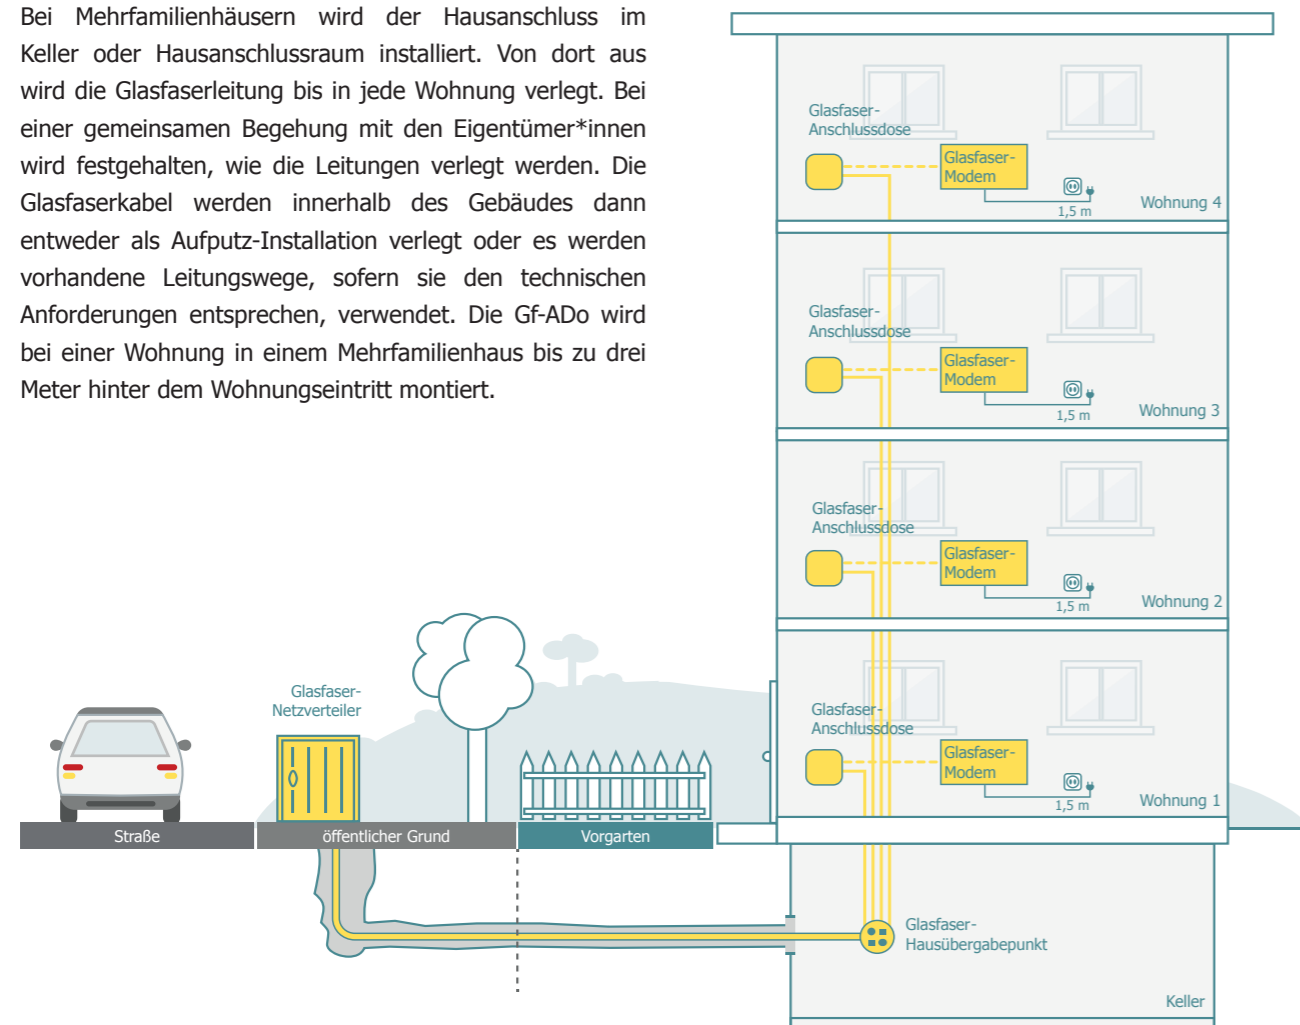 Bei Mehrfamilienhäusern wird der Hausanschluss im
Keller oder Hausanschlussraum installiert. Von dort aus
wird die Glasfaserleitung bis in jede Wohnung verlegt. Bei
einer gemeinsamen Begehung mit den Eigentümer*innen
wird festgehalten, wie die Leitungen verlegt werden. Die
Glasfaserkabel werden innerhalb des Gebäudes dann
entweder als Aufputz-Installation verlegt oder es werden
vorhandene Leitungswege, sofern sie den technischen
Anforderungen entsprechen, verwendet. Die Gf-ADo wird
bei einer Wohnung in einem Mehrfamilienhaus bis zu drei
Meter hinter dem Wohnungseintritt montiert.
Glasfaser-
Anschlussdose
Glasfaser-
Modem
1,5 m
Wohnung 4
Glasfaser-
Anschlussdose
Glasfaser-
Modem
1,5 m
Wohnung 3
Glasfaser-
Anschlussdose
Glasfaser-
Modem
1,5 m
Wohnung 2
Glasfaser-
Anschlussdose
Glasfaser-
Modem
1,5 m
Wohnung 1
Glasfaser-
Netzverteiler
Straße
öffentlicher Grund
Vorgarten
Glasfaser-
Hausübergabepunkt
Keller